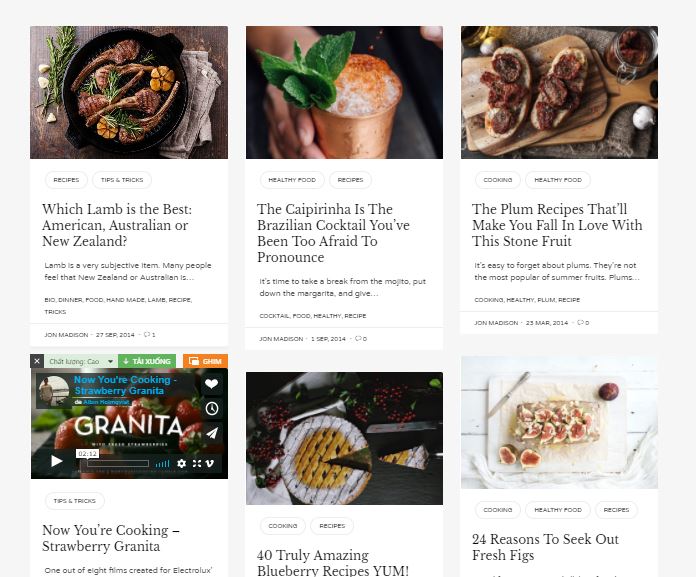 RECIPES
TIPS & TRICKS
Which Lamb is the Best:
American, Australian or
New Zealand?
Lamb is a very subjective item. Many people
feel that New Zealand or Australian is...
BIO, DINNER, FOOD, HAND MADE, LAMB, RECIPE,
TRICKS
JON MADISON - 27 SEP, 2014 - 1
Chất lượng: Cao
TẢI XUỐNG
GHIM
Now You're Cooking -
Strawberry Granita
de Albin Holmqvist
GRANITA
WITH FRESH STRAWBERRIES
02:12
TIPS & TRICKS
Now You're Cooking –
Strawberry Granita
One out of eight films created for Electrolux'
HEALTHY FOOD
RECIPES
The Caipirinha Is The
Brazilian Cocktail You've
Been Too Afraid To
Pronounce
It's time to take a break from the mojito, put
down the margarita, and give...
COCKTAIL, FOOD, HEALTHY, RECIPE
JON MADISON - 1 SEP, 2014 - 0
COOKING
RECIPES
40 Truly Amazing
Blueberry Recipes YUM!
COOKING
HEALTHY FOOD
The Plum Recipes That'll
Make You Fall In Love With
This Stone Fruit
It's easy to forget about plums. They're not
the most popular of summer fruits. Plums...
COOKING, HEALTHY, PLUM, RECIPE
JON MADISON - 23 MAR, 2014 - 0
COOKING
HEALTHY FOOD
RECIPES
24 Reasons To Seek Out
Fresh Figs